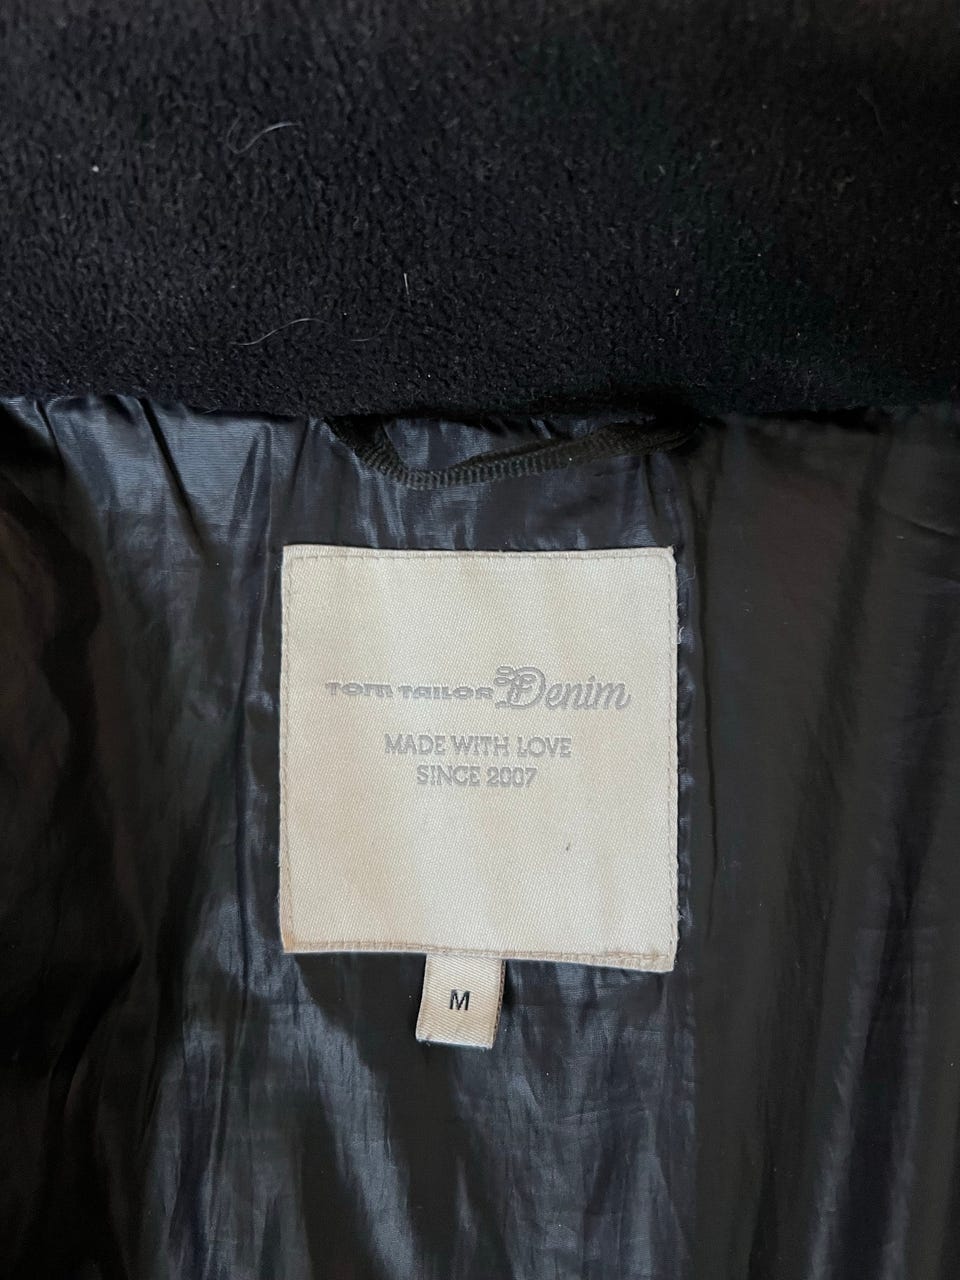 TOM TAILOR Denim
MADE WITH LOVE
SINCE 2007
M